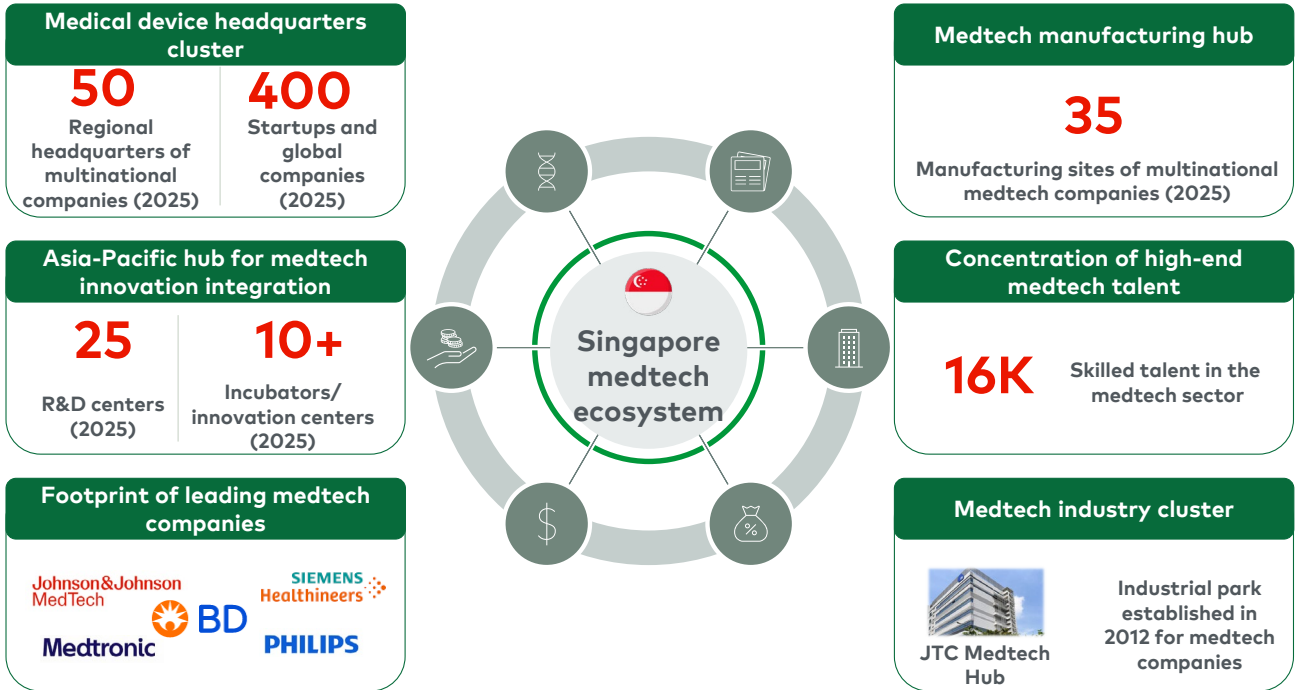 Medical device headquarters
cluster
50
Regional
headquarters of
multinational
companies (2025)
400
Startups and
global
companies
(2025)
Asia-Pacific hub for medtech
innovation integration
25
R&D centers
(2025)
10+
Incubators/
innovation centers
(2025)
Footprint of leading medtech
companies
Johnson&Johnson
MedTech
SIEMENS
Healthineers
BD
Medtronic
PHILIPS
Singapore
medtech
ecosystem
$
%
Medtech manufacturing hub
35
Manufacturing sites of multinational
medtech companies (2025)
Concentration of high-end
medtech talent
16K
Skilled talent in the
medtech sector
Medtech industry cluster
JTC Medtech
Hub
Industrial park
established in
2012 for medtech
companies